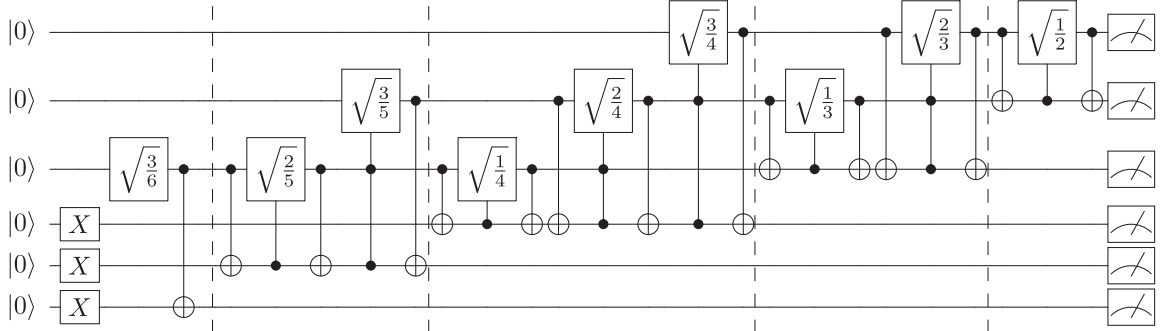 |0⟩ √3/4 √2/3 √1/2
|0⟩ √3/5 √2/4 √1/3
|0⟩ √3/6 √2/5 √1/4
|0⟩ X
|0⟩ X
|0⟩ X